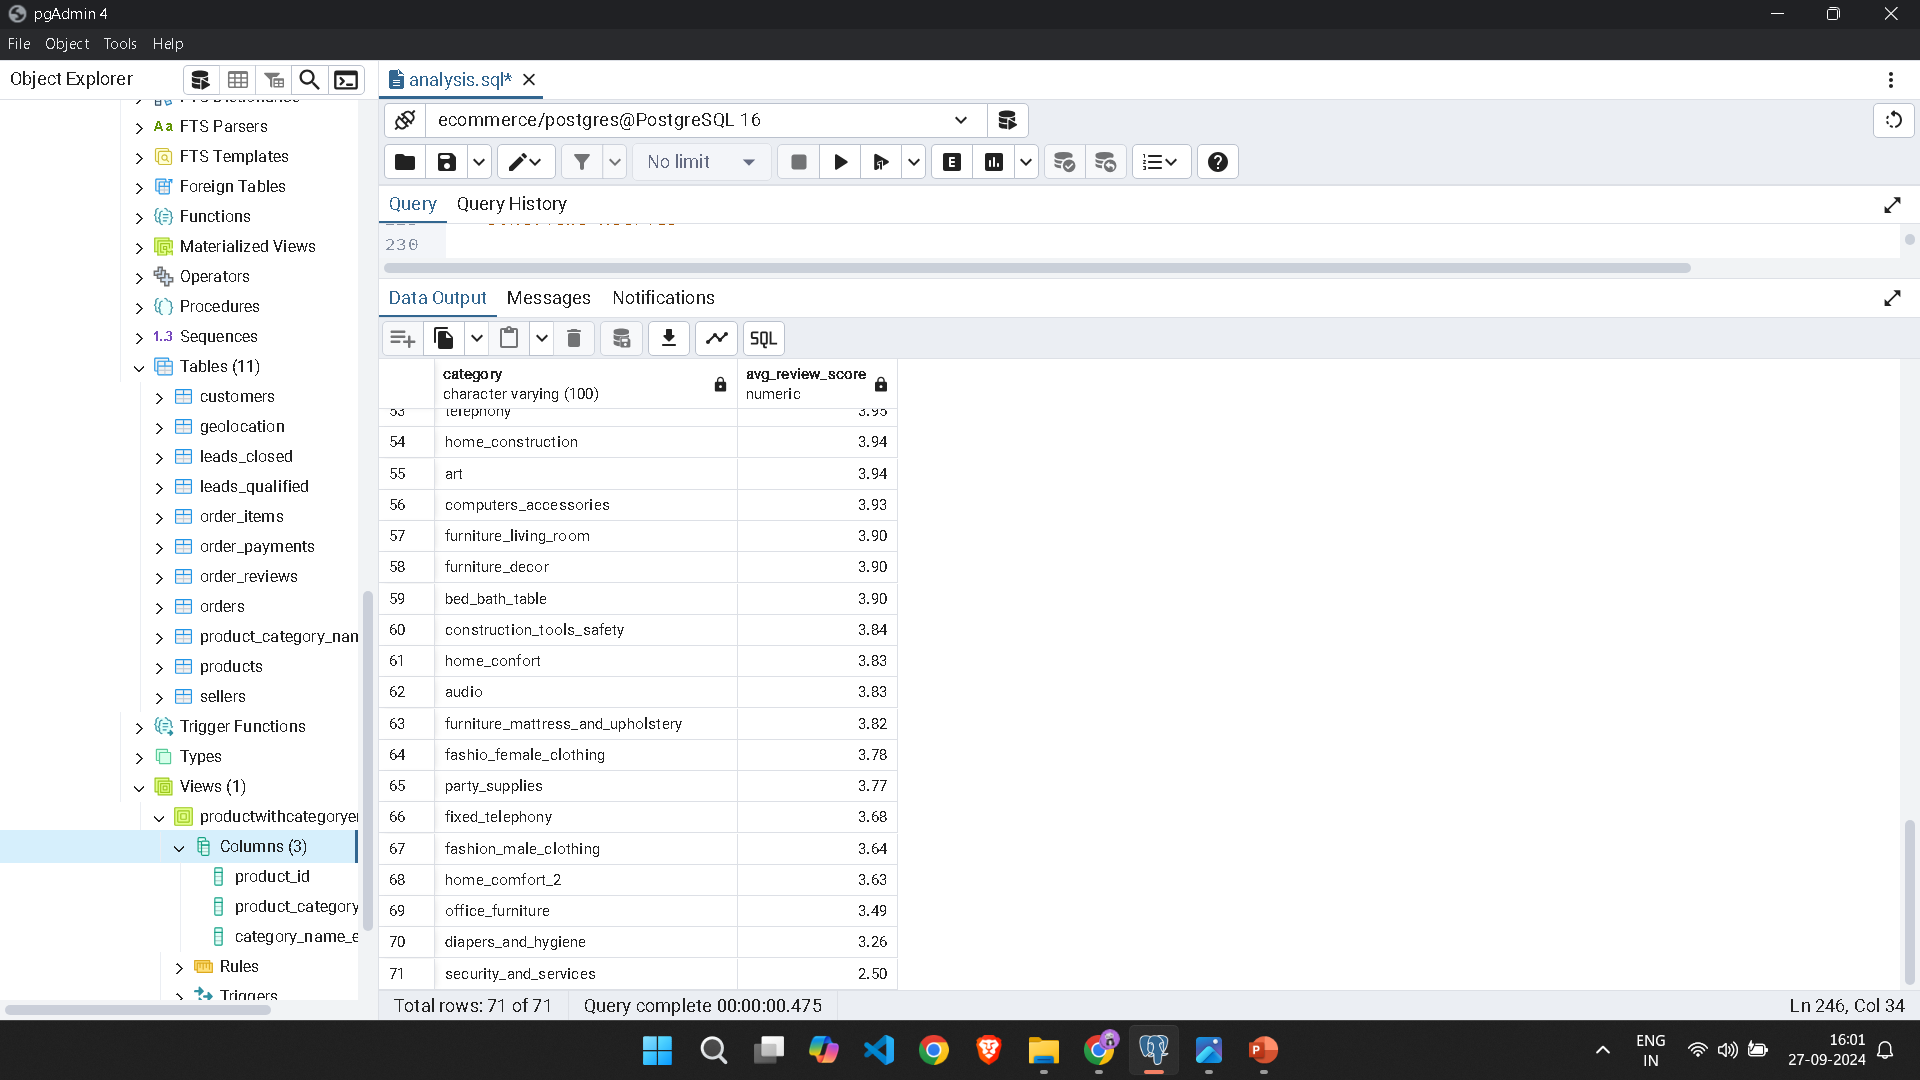 pgAdmin 4
File Object Tools Help
Object Explorer
analysis.sql*
FTS Parsers
FTS Templates
Foreign Tables
Functions
Materialized Views
Operators
Procedures
1..3 Sequences
Tables (11)
customers
geolocation
leads_closed
leads_qualified
order_items
order_payments
order_reviews
orders
product_category_nan
products
sellers
Trigger Functions
Types
Views (1)
productwithcategorye
Columns (3)
product_id
product_category
category_name_e
Rules
Triggers
ecommerce/postgres@PostgreSQL 16
No limit
Query Query History
230
Data Output Messages Notifications
SQL
category avg_review_score
character varying (100) numeric
53 telephony 3.95
54 home_construction 3.94
55 art 3.94
56 computers_accessories 3.93
57 furniture_living_room 3.90
58 furniture_decor 3.90
59 bed_bath_table 3.90
60 construction_tools_safety 3.84
61 home_confort 3.83
62 audio 3.83
63 furniture_mattress_and_upholstery 3.82
64 fashio_female_clothing 3.78
65 party_supplies 3.77
66 fixed_telephony 3.68
67 fashion_male_clothing 3.64
68 home_comfort_2 3.63
69 office_furniture 3.49
70 diapers_and_hygiene 3.26
71 security_and_services 2.50
Total rows: 71 of 71 Query complete 00:00:00.475 Ln 246, Col 34
ENG
IN
16:01
27-09-2024